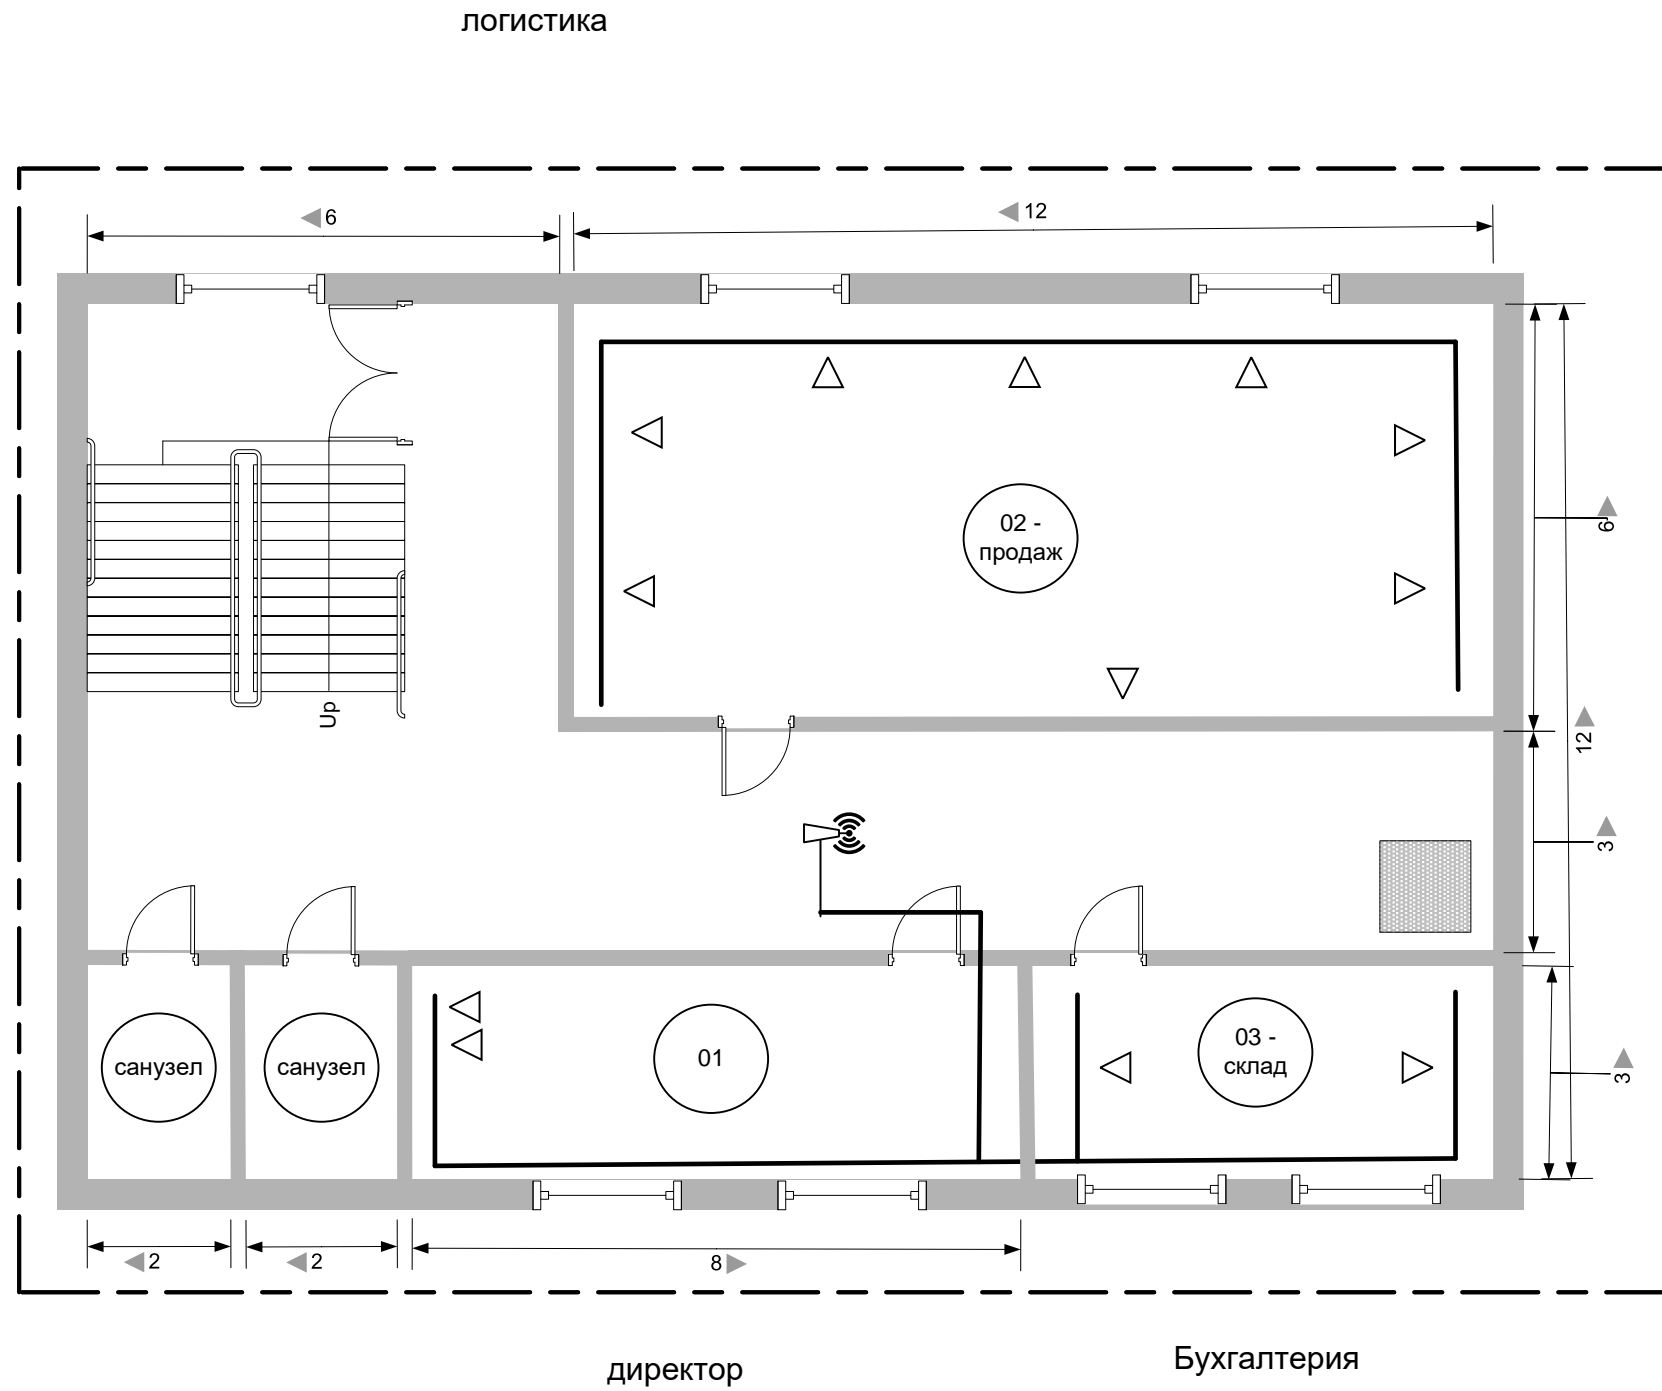 логистика
6
12
02 -
продаж
6
Up
12
3
санузел
санузел
01
03 -
склад
3
2
2
8
директор
Бухгалтерия